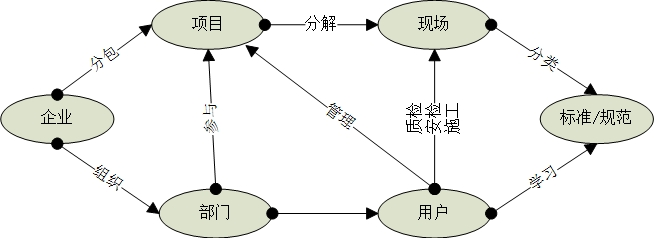 项目
分解
现场
分包
分类
企业
参与
管理
质检
安检
施工
标准/规范
组织
学习
部门
用户